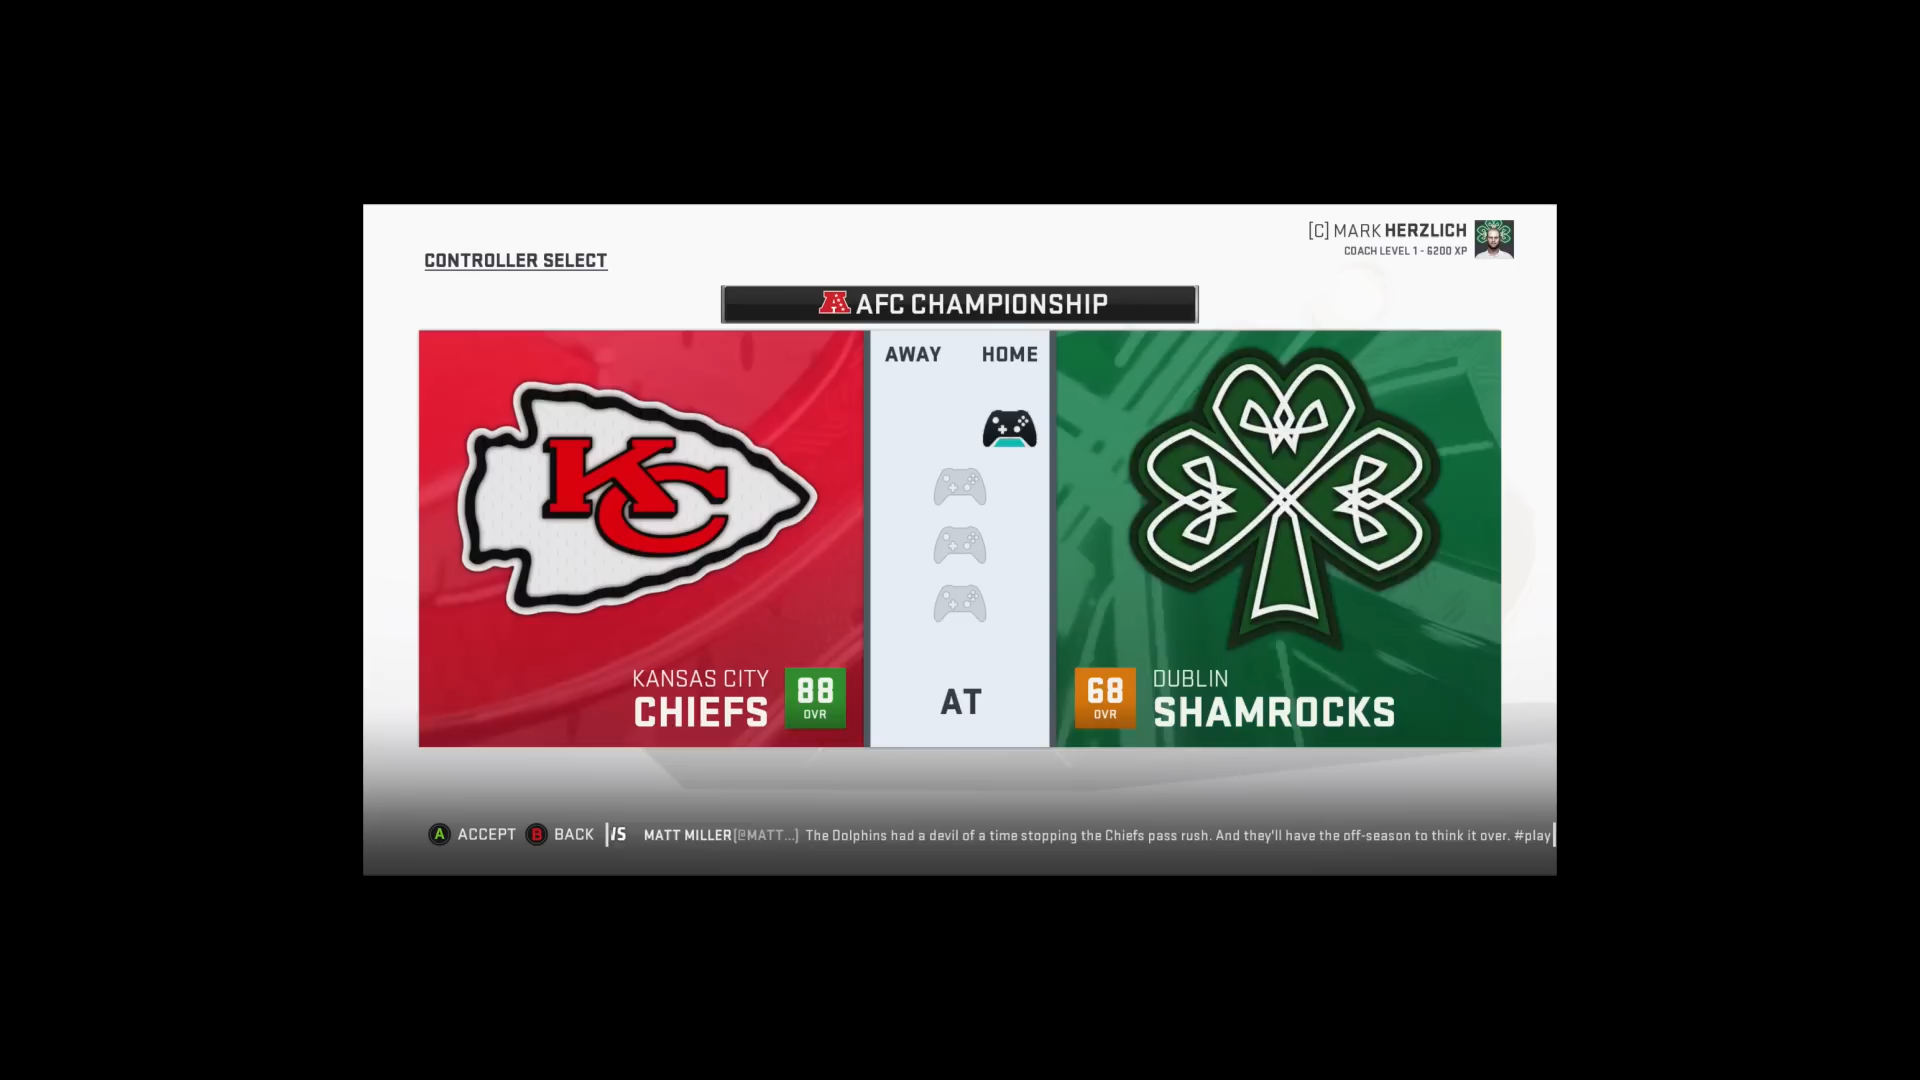 [C] MARK HERZLICH
COACH LEVEL 1 - 6200 XP
CONTROLLER SELECT
AFC CHAMPIONSHIP
AWAY HOME
KC
KANSAS CITY
CHIEFS
88
OVR
AT
68
OVR
DUBLIN
SHAMROCKS
A ACCEPT B BACK /S MATT MILLER[@MATT...] The Dolphins had a devil of a time stopping the Chiefs pass rush. And they'll have the off-season to think it over. #play